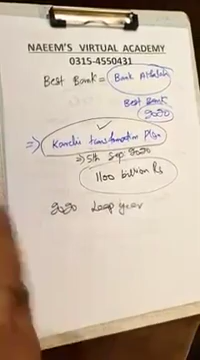 NAEEM'S VIRTUAL ACADEMY
0315-4550431
Best Bank = Bank Alfalah
Best Bank
2020
⇒ Karachi transformation Plan
⇒ 5th Sep 2020
1100 billion Rs
2020 Leap year